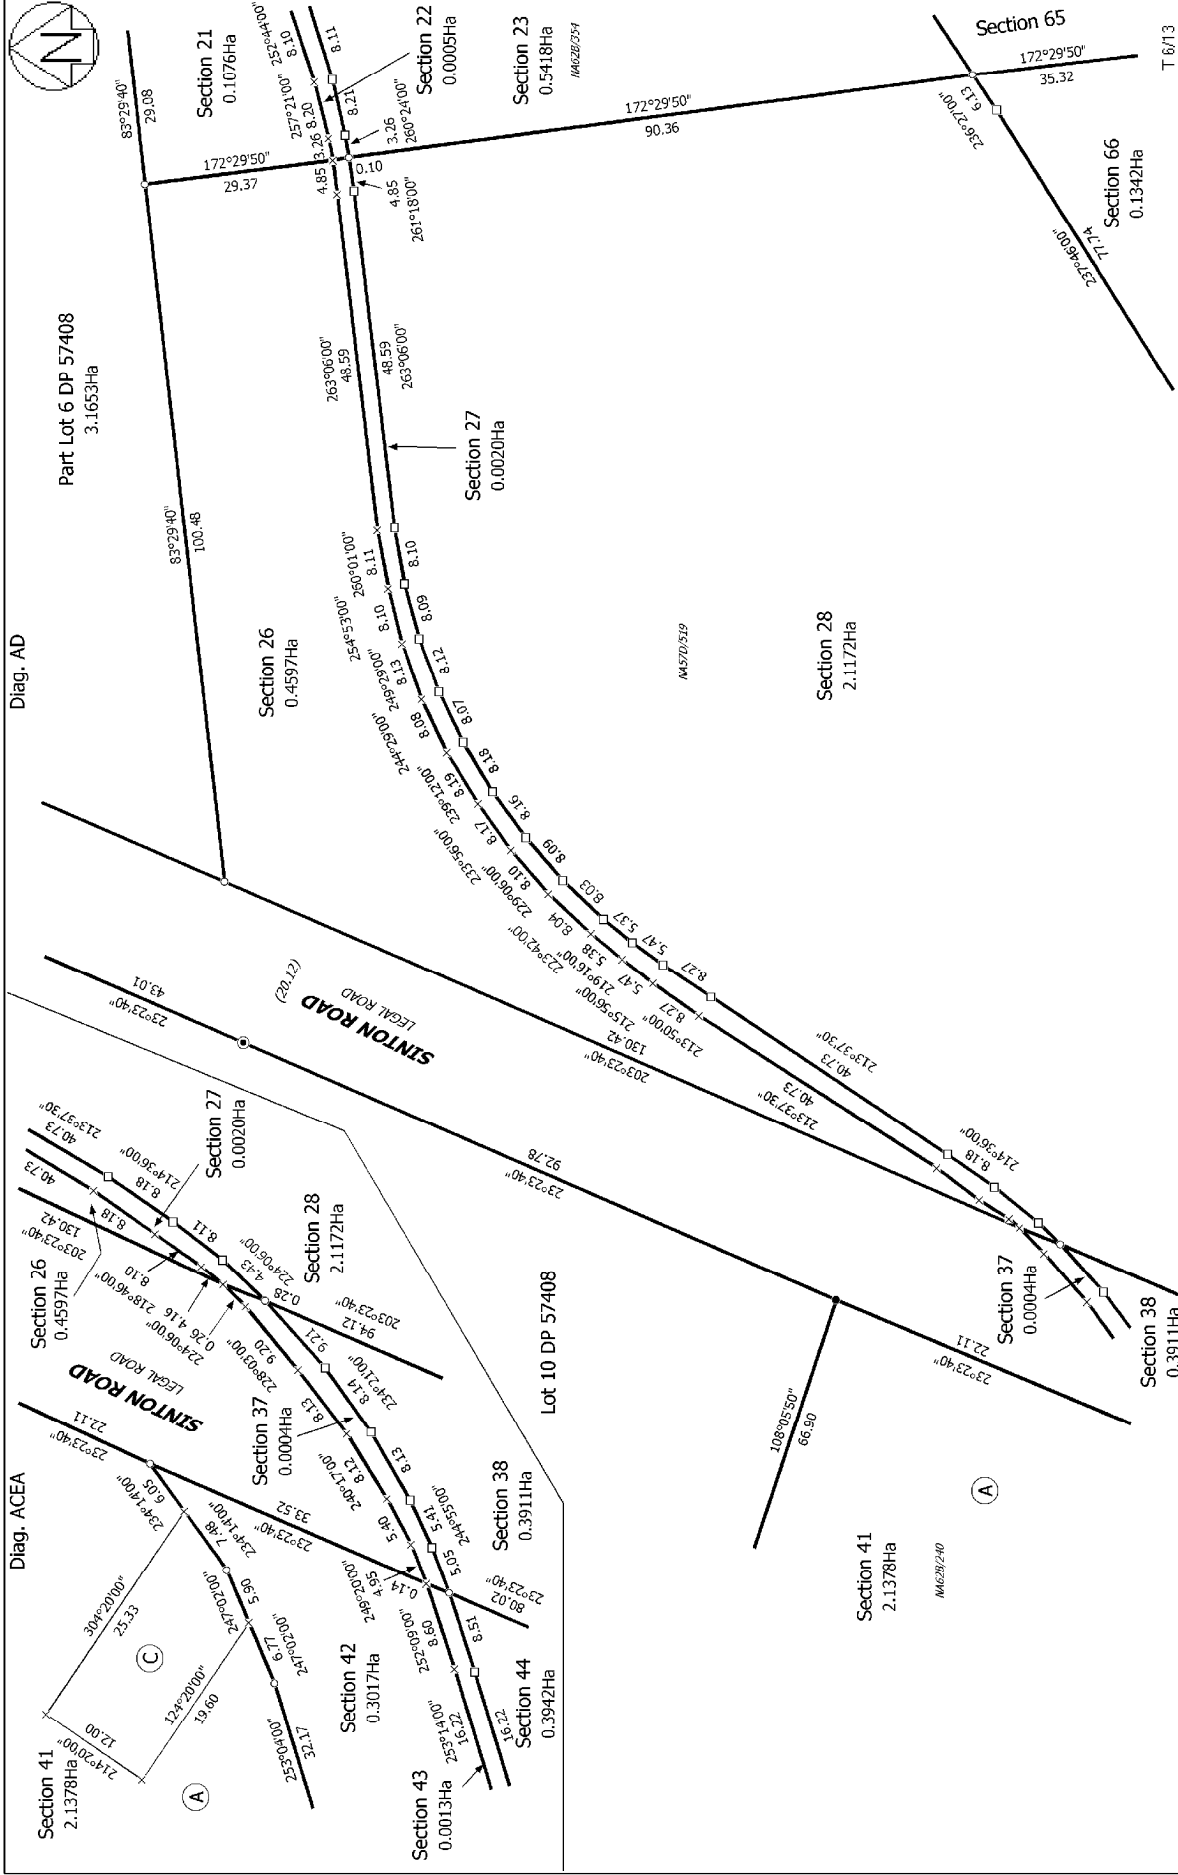 Diag. ACEA
Diag. AD
N
Section 41
2.1378Ha
214°20'00"
12.00
304°20'00"
25.33
C
A
124°20'00"
19.60
253°04'00"
32.17
247°02'00"
6.77
247°02'00"
5.90
234°14'00"
7.48
234°14'00"
6.05
23°23'40"
22.11
SINTON ROAD
LEGAL ROAD
Section 26
0.4597Ha
203°23'40"
130.42
40.73
40.73
213°37'30"
8.18
8.18
214°36'00"
Section 27
0.0020Ha
8.10
218°46'00"
8.11
4.16
0.26
224°06'00"
4.43
224°06'00"
0.28
Section 28
2.1172Ha
94.12
203°23'40"
9.20
228°03'00"
9.21
8.14
234°21'00"
8.13
Section 37
0.0004Ha
8.12
240°17'00"
8.13
5.40
5.41
244°55'00"
33.52
23°23'40"
249°20'00"
4.95
0.14
5.05
80.02
23°23'40"
Section 38
0.3911Ha
Section 42
0.3017Ha
252°09'00"
8.60
8.51
253°14'00"
16.22
16.22
Section 43
0.0013Ha
Section 44
0.3942Ha
Lot 10 DP 57408
23°23'40"
43.01
(20.12)
SINTON ROAD
LEGAL ROAD
92.78
23°23'40"
130.42
203°23'40"
Part Lot 6 DP 57408
3.1653Ha
83°29'40"
100.48
83°29'40"
29.08
Section 26
0.4597Ha
172°29'50"
29.37
Section 21
0.1076Ha
252°44'00"
8.10
8.11
257°21'00"
8.20
8.21
3.26
3.26
260°24'00"
Section 22
0.0005Ha
Section 23
0.5418Ha
NA62B/354
4.85
0.10
4.85
261°18'00"
172°29'50"
90.36
263°06'00"
48.59
48.59
263°06'00"
Section 27
0.0020Ha
260°01'00"
8.11
8.10
254°53'00"
8.10
8.09
249°29'00"
8.13
8.12
244°29'00"
8.08
8.07
239°12'00"
8.19
8.18
233°56'00"
8.17
8.16
229°06'00"
8.10
8.09
223°42'00"
8.04
8.03
219°16'00"
5.38
5.37
215°56'00"
5.47
5.47
213°50'00"
8.27
8.27
213°37'30"
40.73
40.73
213°37'30"
8.18
214°36'00"
NA57D/519
Section 28
2.1172Ha
Section 65
172°29'50"
35.32
236°27'00"
6.13
237°46'00"
77.74
Section 66
0.1342Ha
Section 37
0.0004Ha
Section 38
0.3911Ha
22.11
23°23'40"
108°05'50"
66.90
A
Section 41
2.1378Ha
NA62B/240
T 6/13